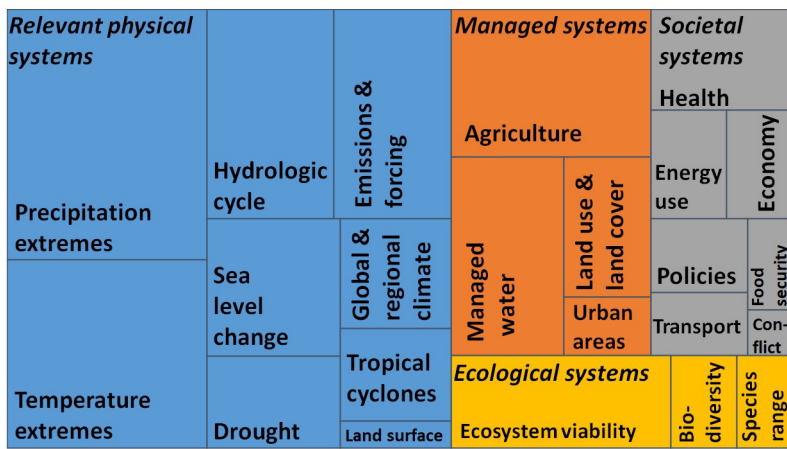 Relevant physical
systems
Precipitation
extremes
Temperature
extremes
Hydrologic
cycle
Sea
level
change
Drought
Emissions &
forcing
Global &
regional
climate
Tropical
cyclones
Land surface
Managed systems
Agriculture
Managed
water
Land use &
land cover
Urban
areas
Societal
systems
Health
Energy
use
Economy
Policies
Food
security
Transport
Con-
flict
Ecological systems
Ecosystem viability
Bio-
diversity
Species
range